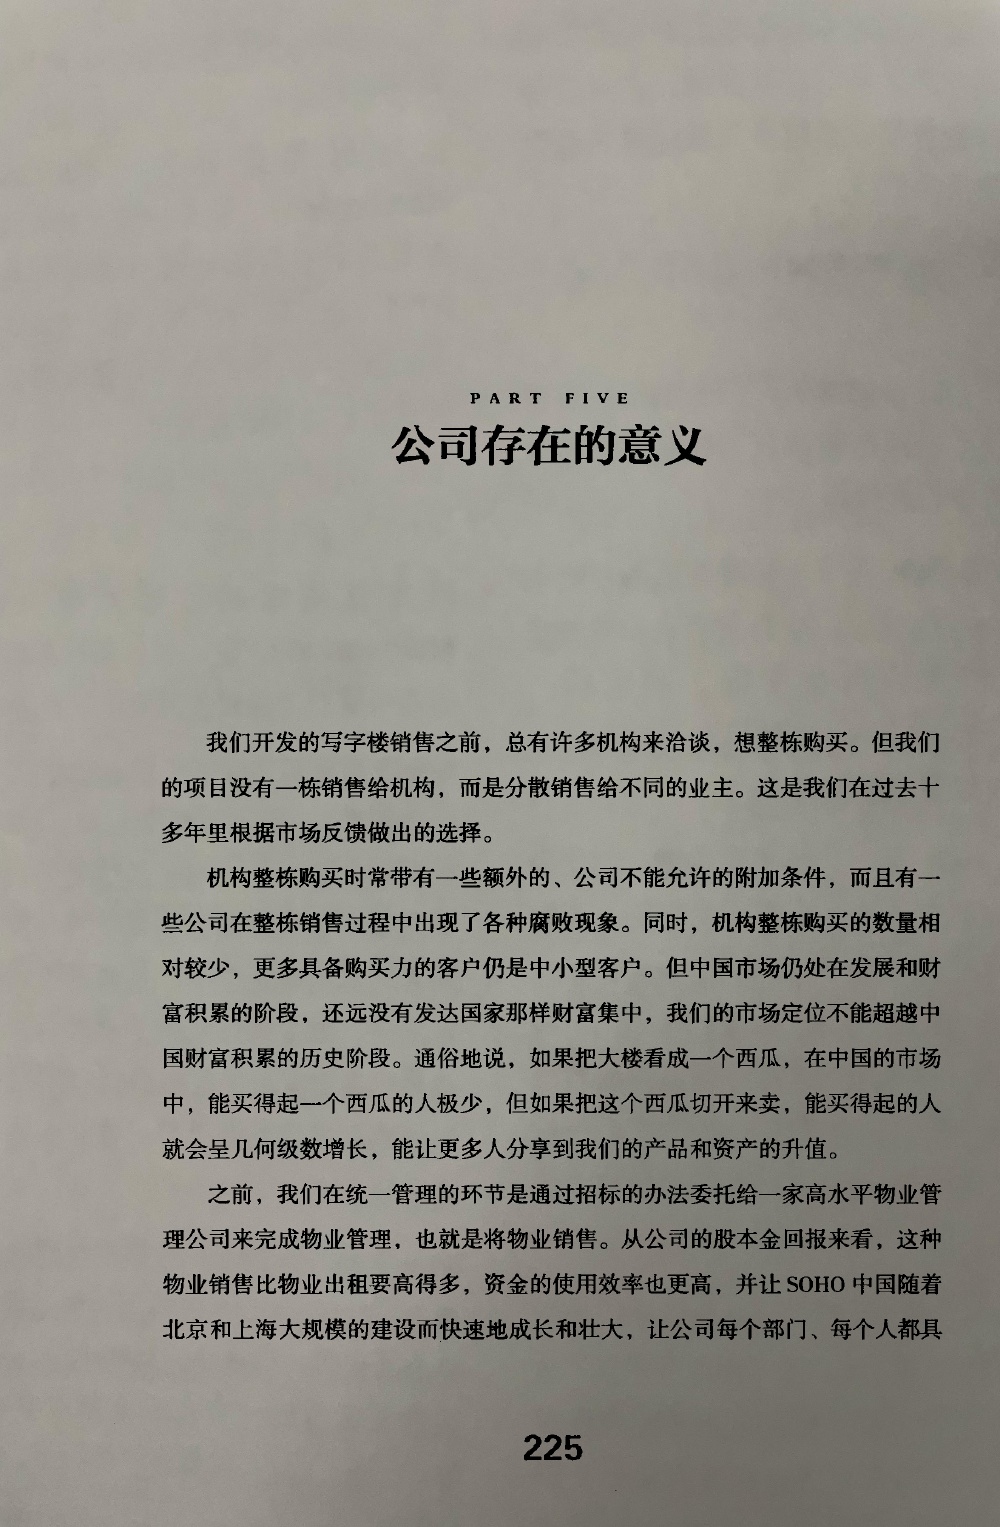 PART FIVE
公司存在的意义
我们开发的写字楼销售之前，总有许多机构来洽谈，想整栋购买。但我们
的项目没有一栋销售给机构，而是分散销售给不同的业主。这是我们在过去十
多年里根据市场反馈做出的选择。
机构整栋购买时常带有一些额外的、公司不能允许的附加条件，而且有一
些公司在整栋销售过程中出现了各种腐败现象。同时，机构整栋购买的数量相
对较少，更多具备购买力的客户仍是中小型客户。但中国市场仍处在发展和财
富积累的阶段，还远没有发达国家那样财富集中，我们的市场定位不能超越中
国财富积累的历史阶段。通俗地说，如果把大楼看成一个西瓜，在中国的市场
中，能买得起一个西瓜的人极少，但如果把这个西瓜切开来卖，能买得起的人
就会呈几何级数增长，能让更多人分享到我们的产品和资产的升值。
之前，我们在统一管理的环节是通过招标的办法委托给一家高水平物业管
理公司来完成物业管理，也就是将物业销售。从公司的股本金回报来看，这种
物业销售比物业出租要高得多，资金的使用效率也更高，并让 SOHO 中国随着
北京和上海大规模的建设而快速地成长和壮大，让公司每个部门、每个人都具
225